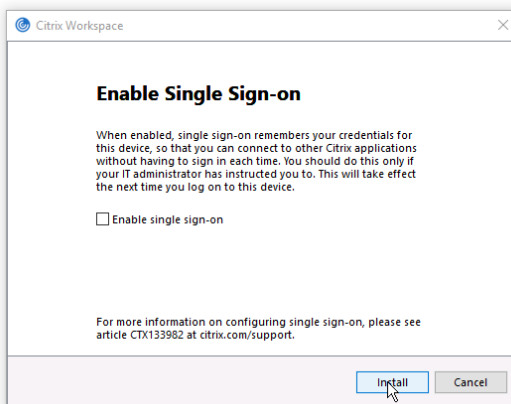 Citrix Workspace
Enable Single Sign-on
When enabled, single sign-on remembers your credentials for
this device, so that you can connect to other Citrix applications
without having to sign in each time. You should do this only if
your IT administrator has instructed you to. This will take effect
the next time you log on to this device.
Enable single sign-on
For more information on configuring single sign-on, please see
article CTX133982 at citrix.com/support.
Install Cancel